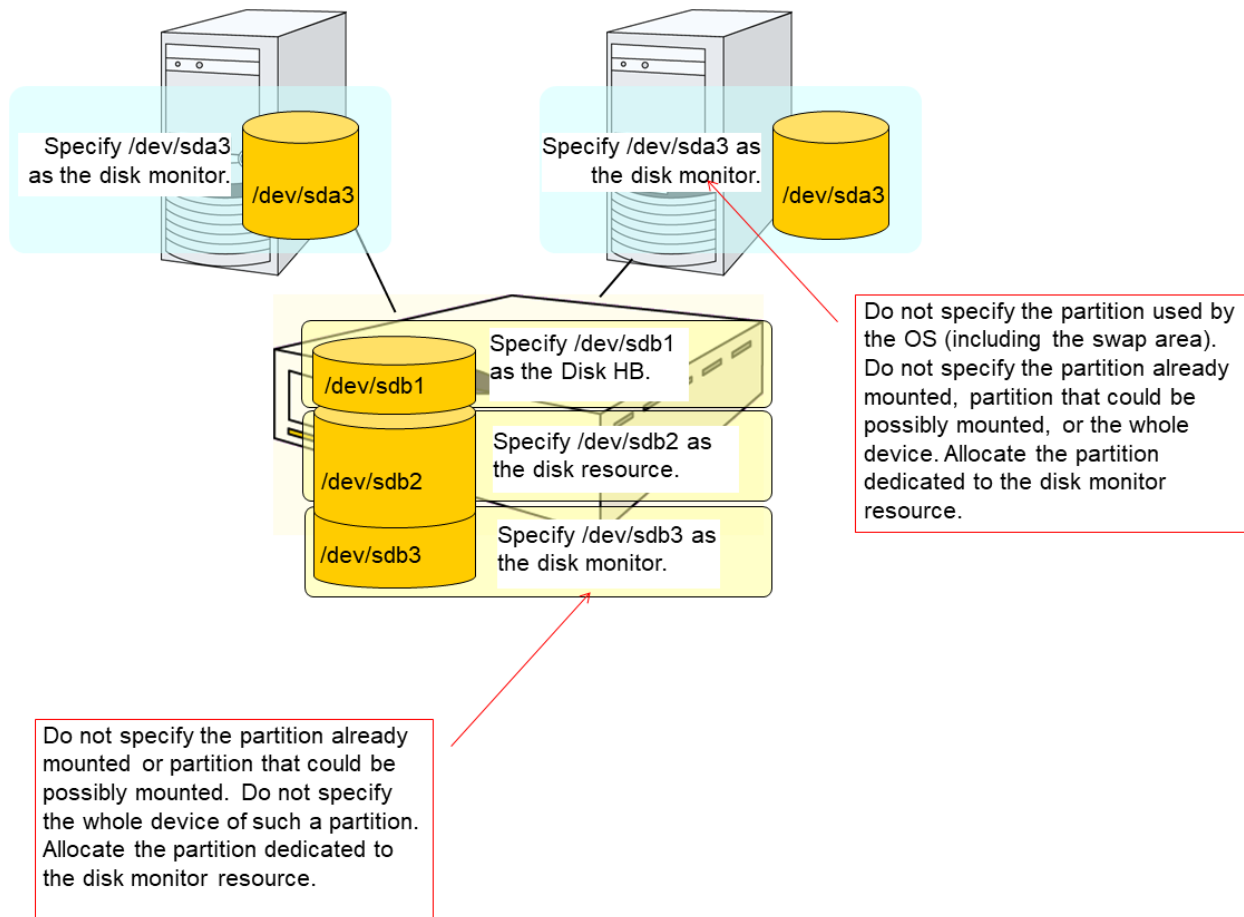 Specify /dev/sda3
as the disk monitor.
/dev/sda3
Specify /dev/sda3 as
the disk monitor.
/dev/sda3
Do not specify the partition used by
the OS (including the swap area).
Do not specify the partition already
mounted, partition that could be
possibly mounted, or the whole
device. Allocate the partition
dedicated to the disk monitor
resource.
/dev/sdb1
Specify /dev/sdb1
as the Disk HB.
/dev/sdb2
Specify /dev/sdb2 as
the disk resource.
/dev/sdb3
Specify /dev/sdb3 as
the disk monitor.
Do not specify the partition already
mounted or partition that could be
possibly mounted. Do not specify
the whole device of such a partition.
Allocate the partition dedicated to
the disk monitor resource.